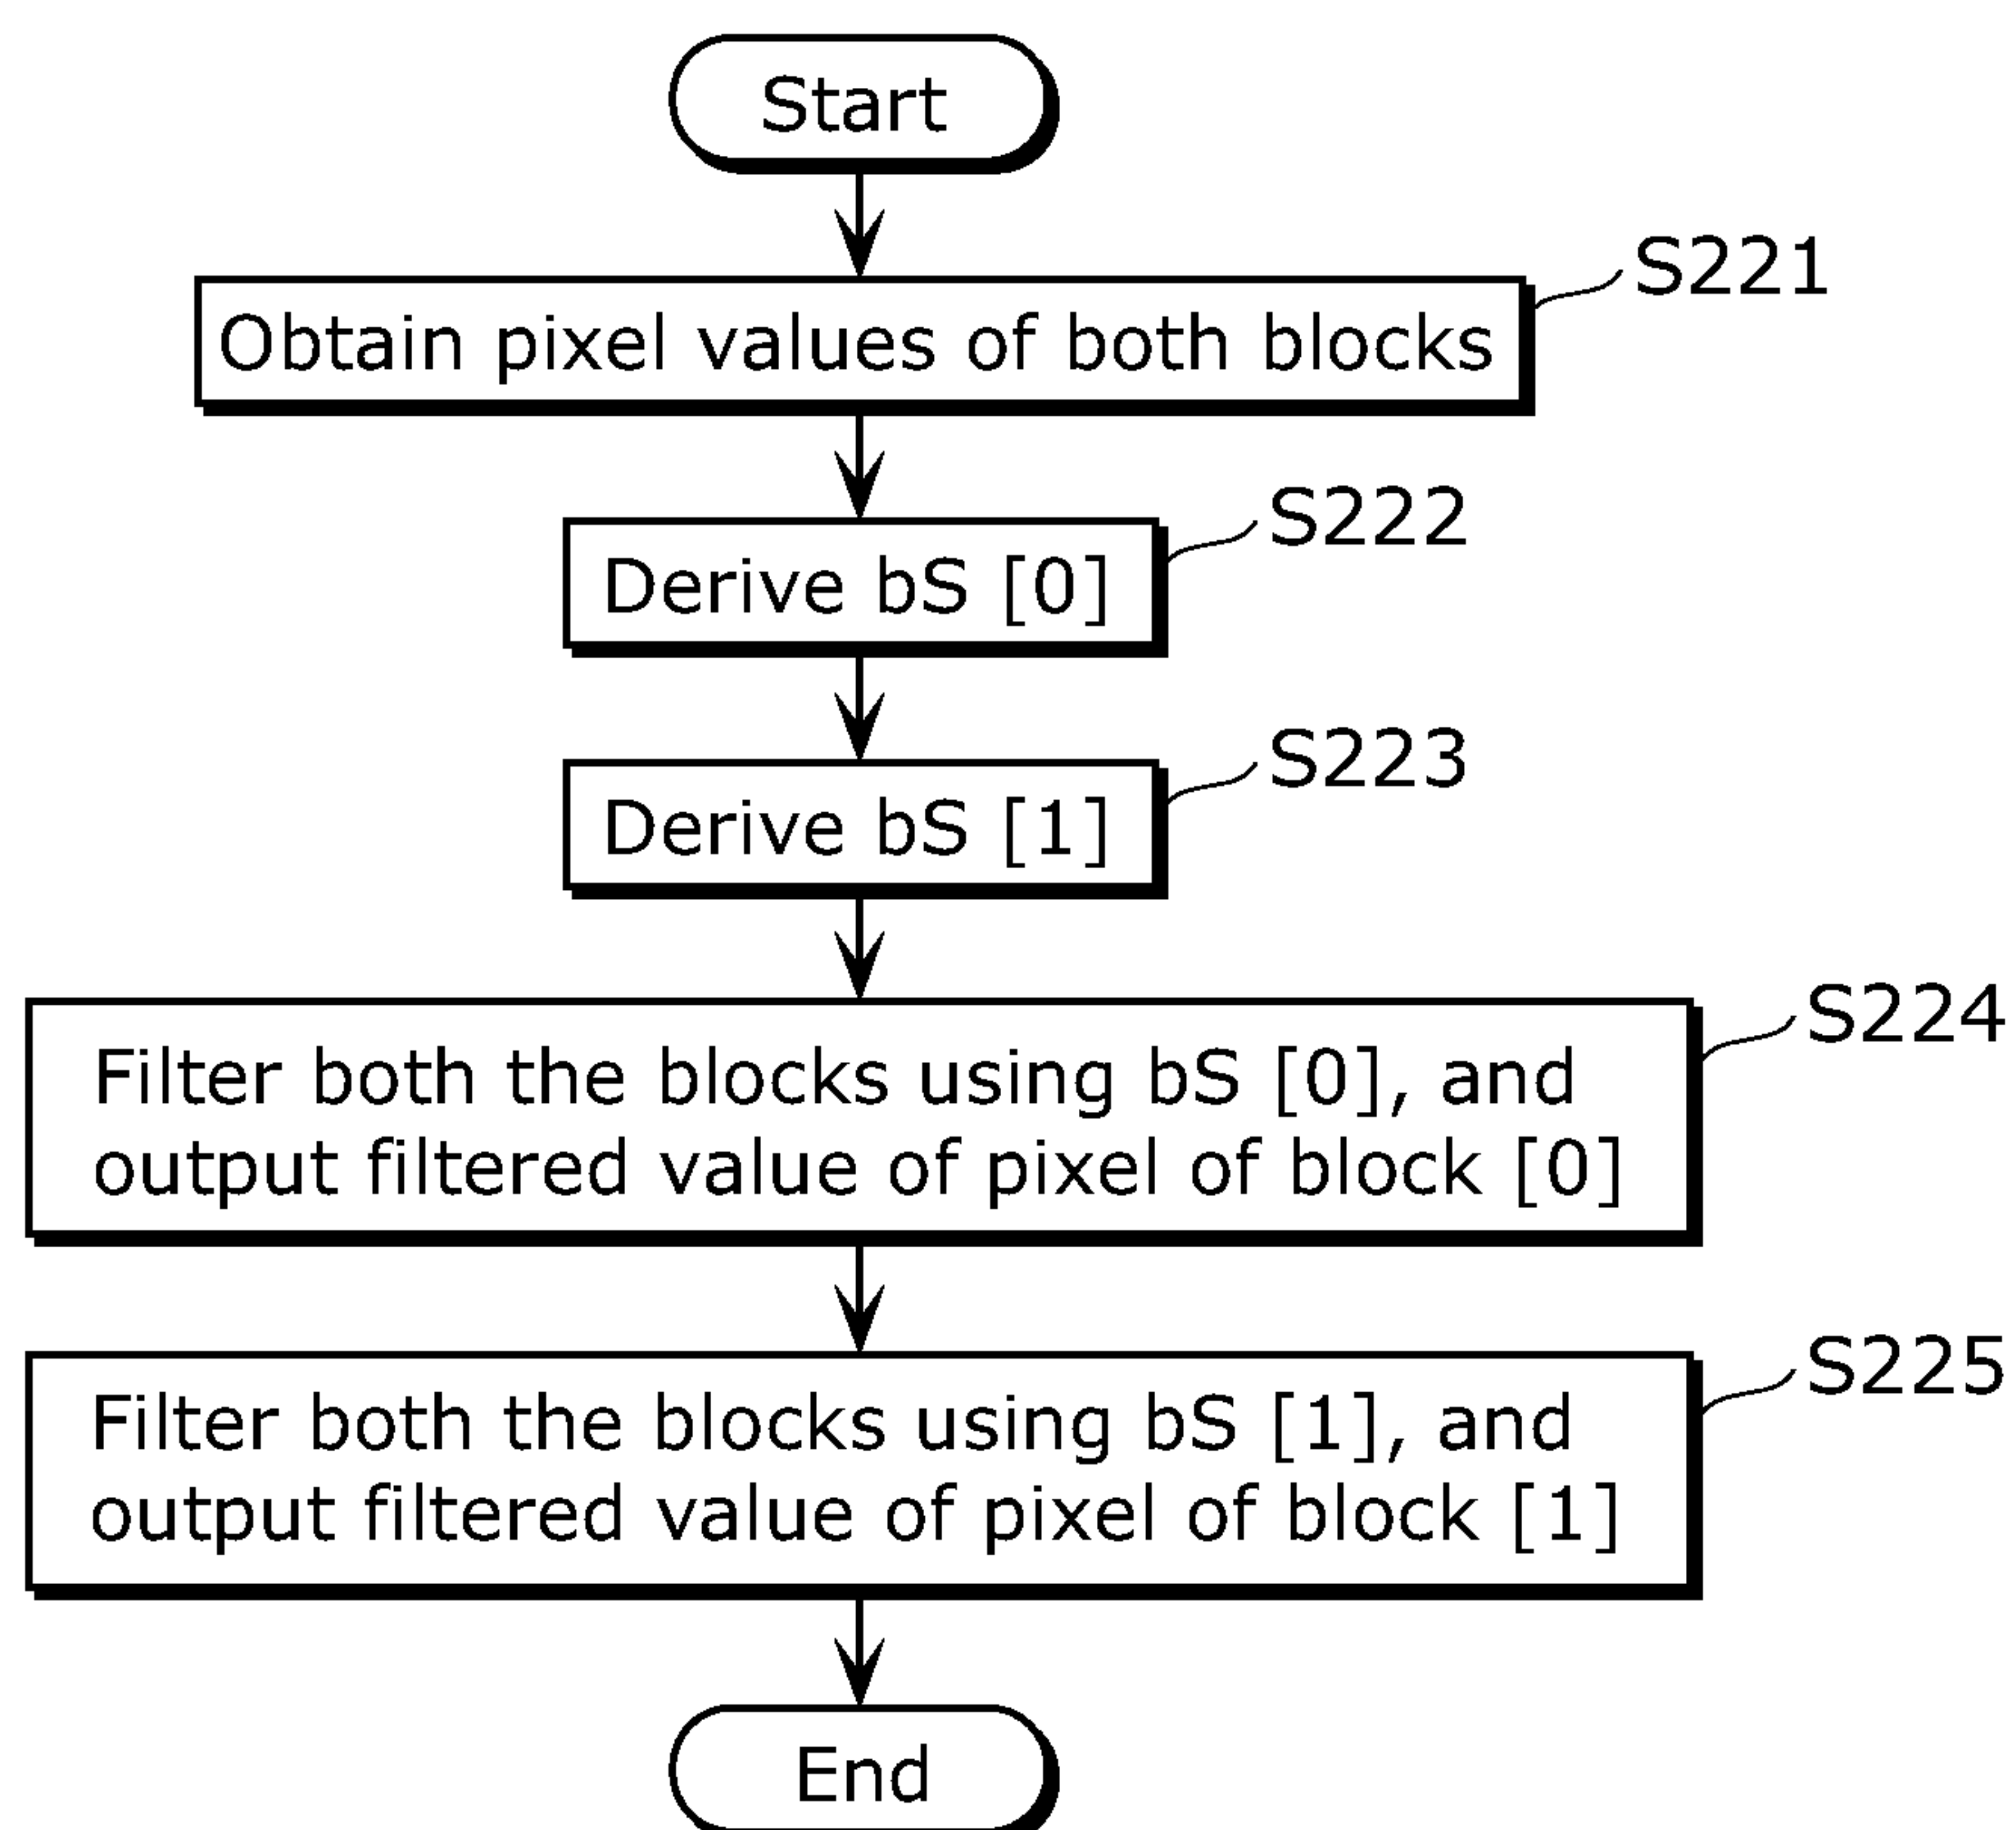 Start
S221
Obtain pixel values of both blocks
S222
Derive bS [0]
S223
Derive bS [1]
S224
Filter both the blocks using bS [0], and
output filtered value of pixel of block [0]
S225
Filter both the blocks using bS [1], and
output filtered value of pixel of block [1]
End